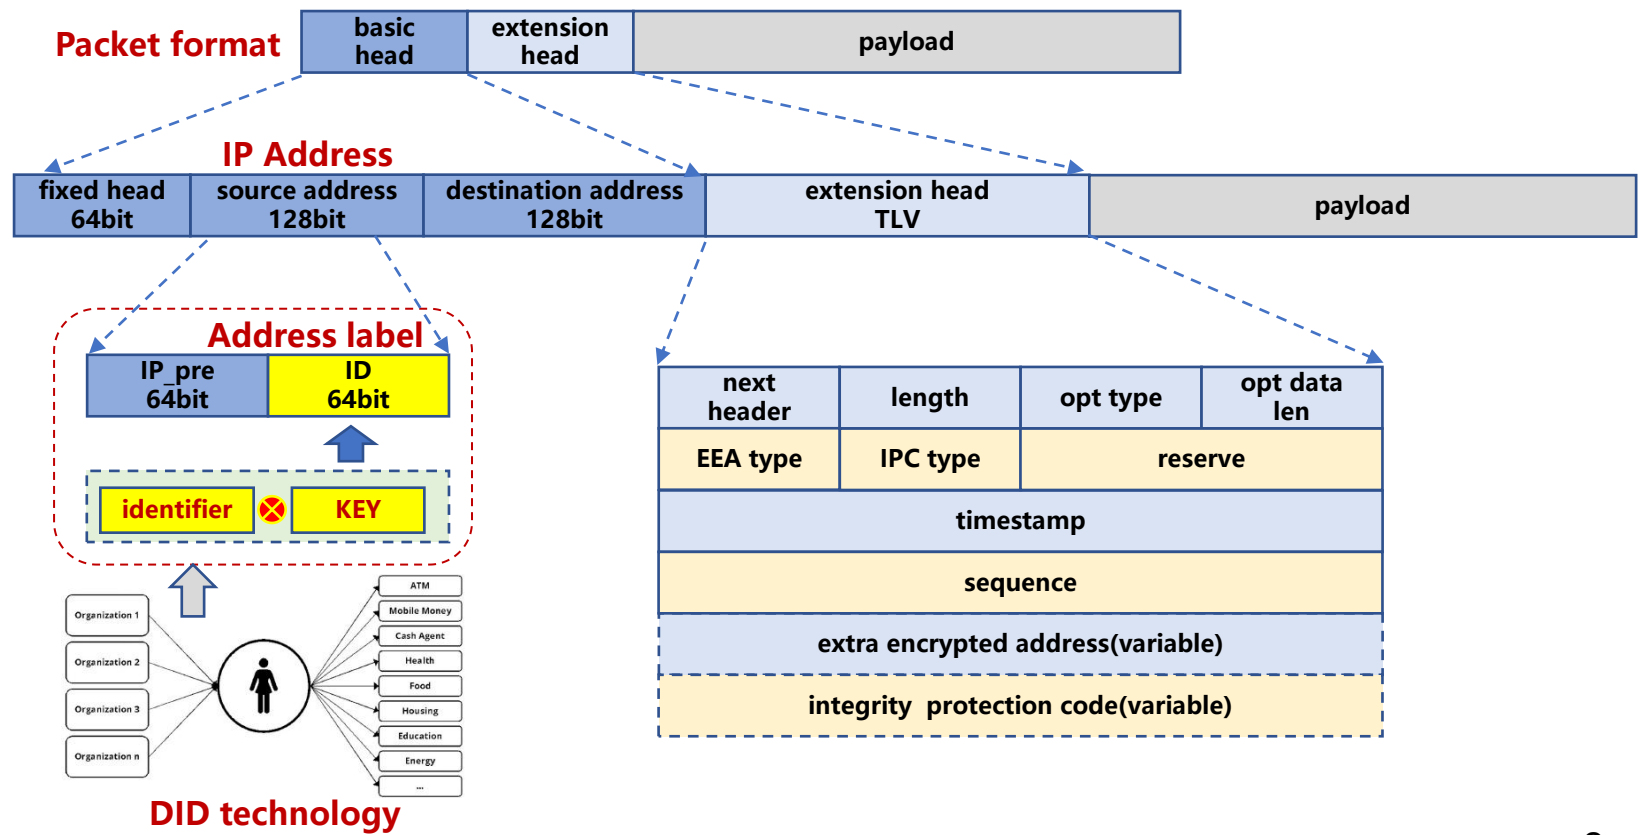 Packet format
basic
head
extension
head
payload
IP Address
fixed head
64bit
source address
128bit
destination address
128bit
extension head
TLV
payload
Address label
IP_pre
64bit
ID
64bit
identifier
KEY
next
header
length
opt type
opt data
len
EEA type
IPC type
reserve
timestamp
sequence
extra encrypted address(variable)
integrity protection code(variable)
Organization 1
Organization 2
Organization 3
Organization n
ATM
Mobile Money
Cash Agent
Health
Food
Housing
Education
Energy
...
DID technology